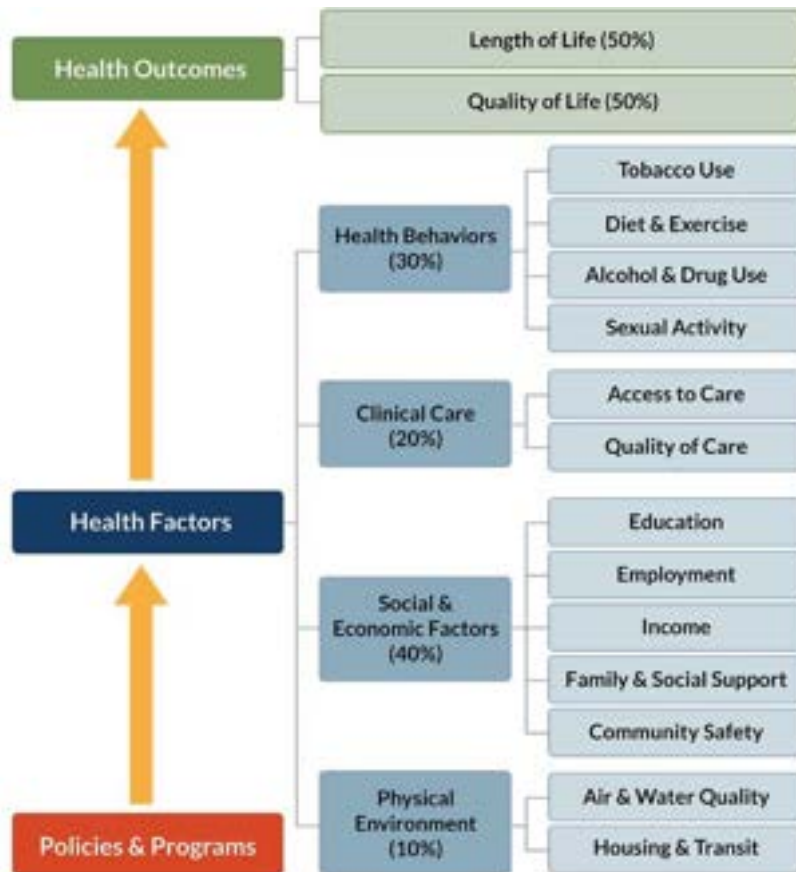 Health Outcomes
Length of Life (50%)
Quality of Life (50%)
Health Factors
Health Behaviors
(30%)
Tobacco Use
Diet & Exercise
Alcohol & Drug Use
Sexual Activity
Clinical Care
(20%)
Access to Care
Quality of Care
Social &
Economic Factors
(40%)
Education
Employment
Income
Family & Social Support
Community Safety
Physical
Environment
(10%)
Air & Water Quality
Housing & Transit
Policies & Programs